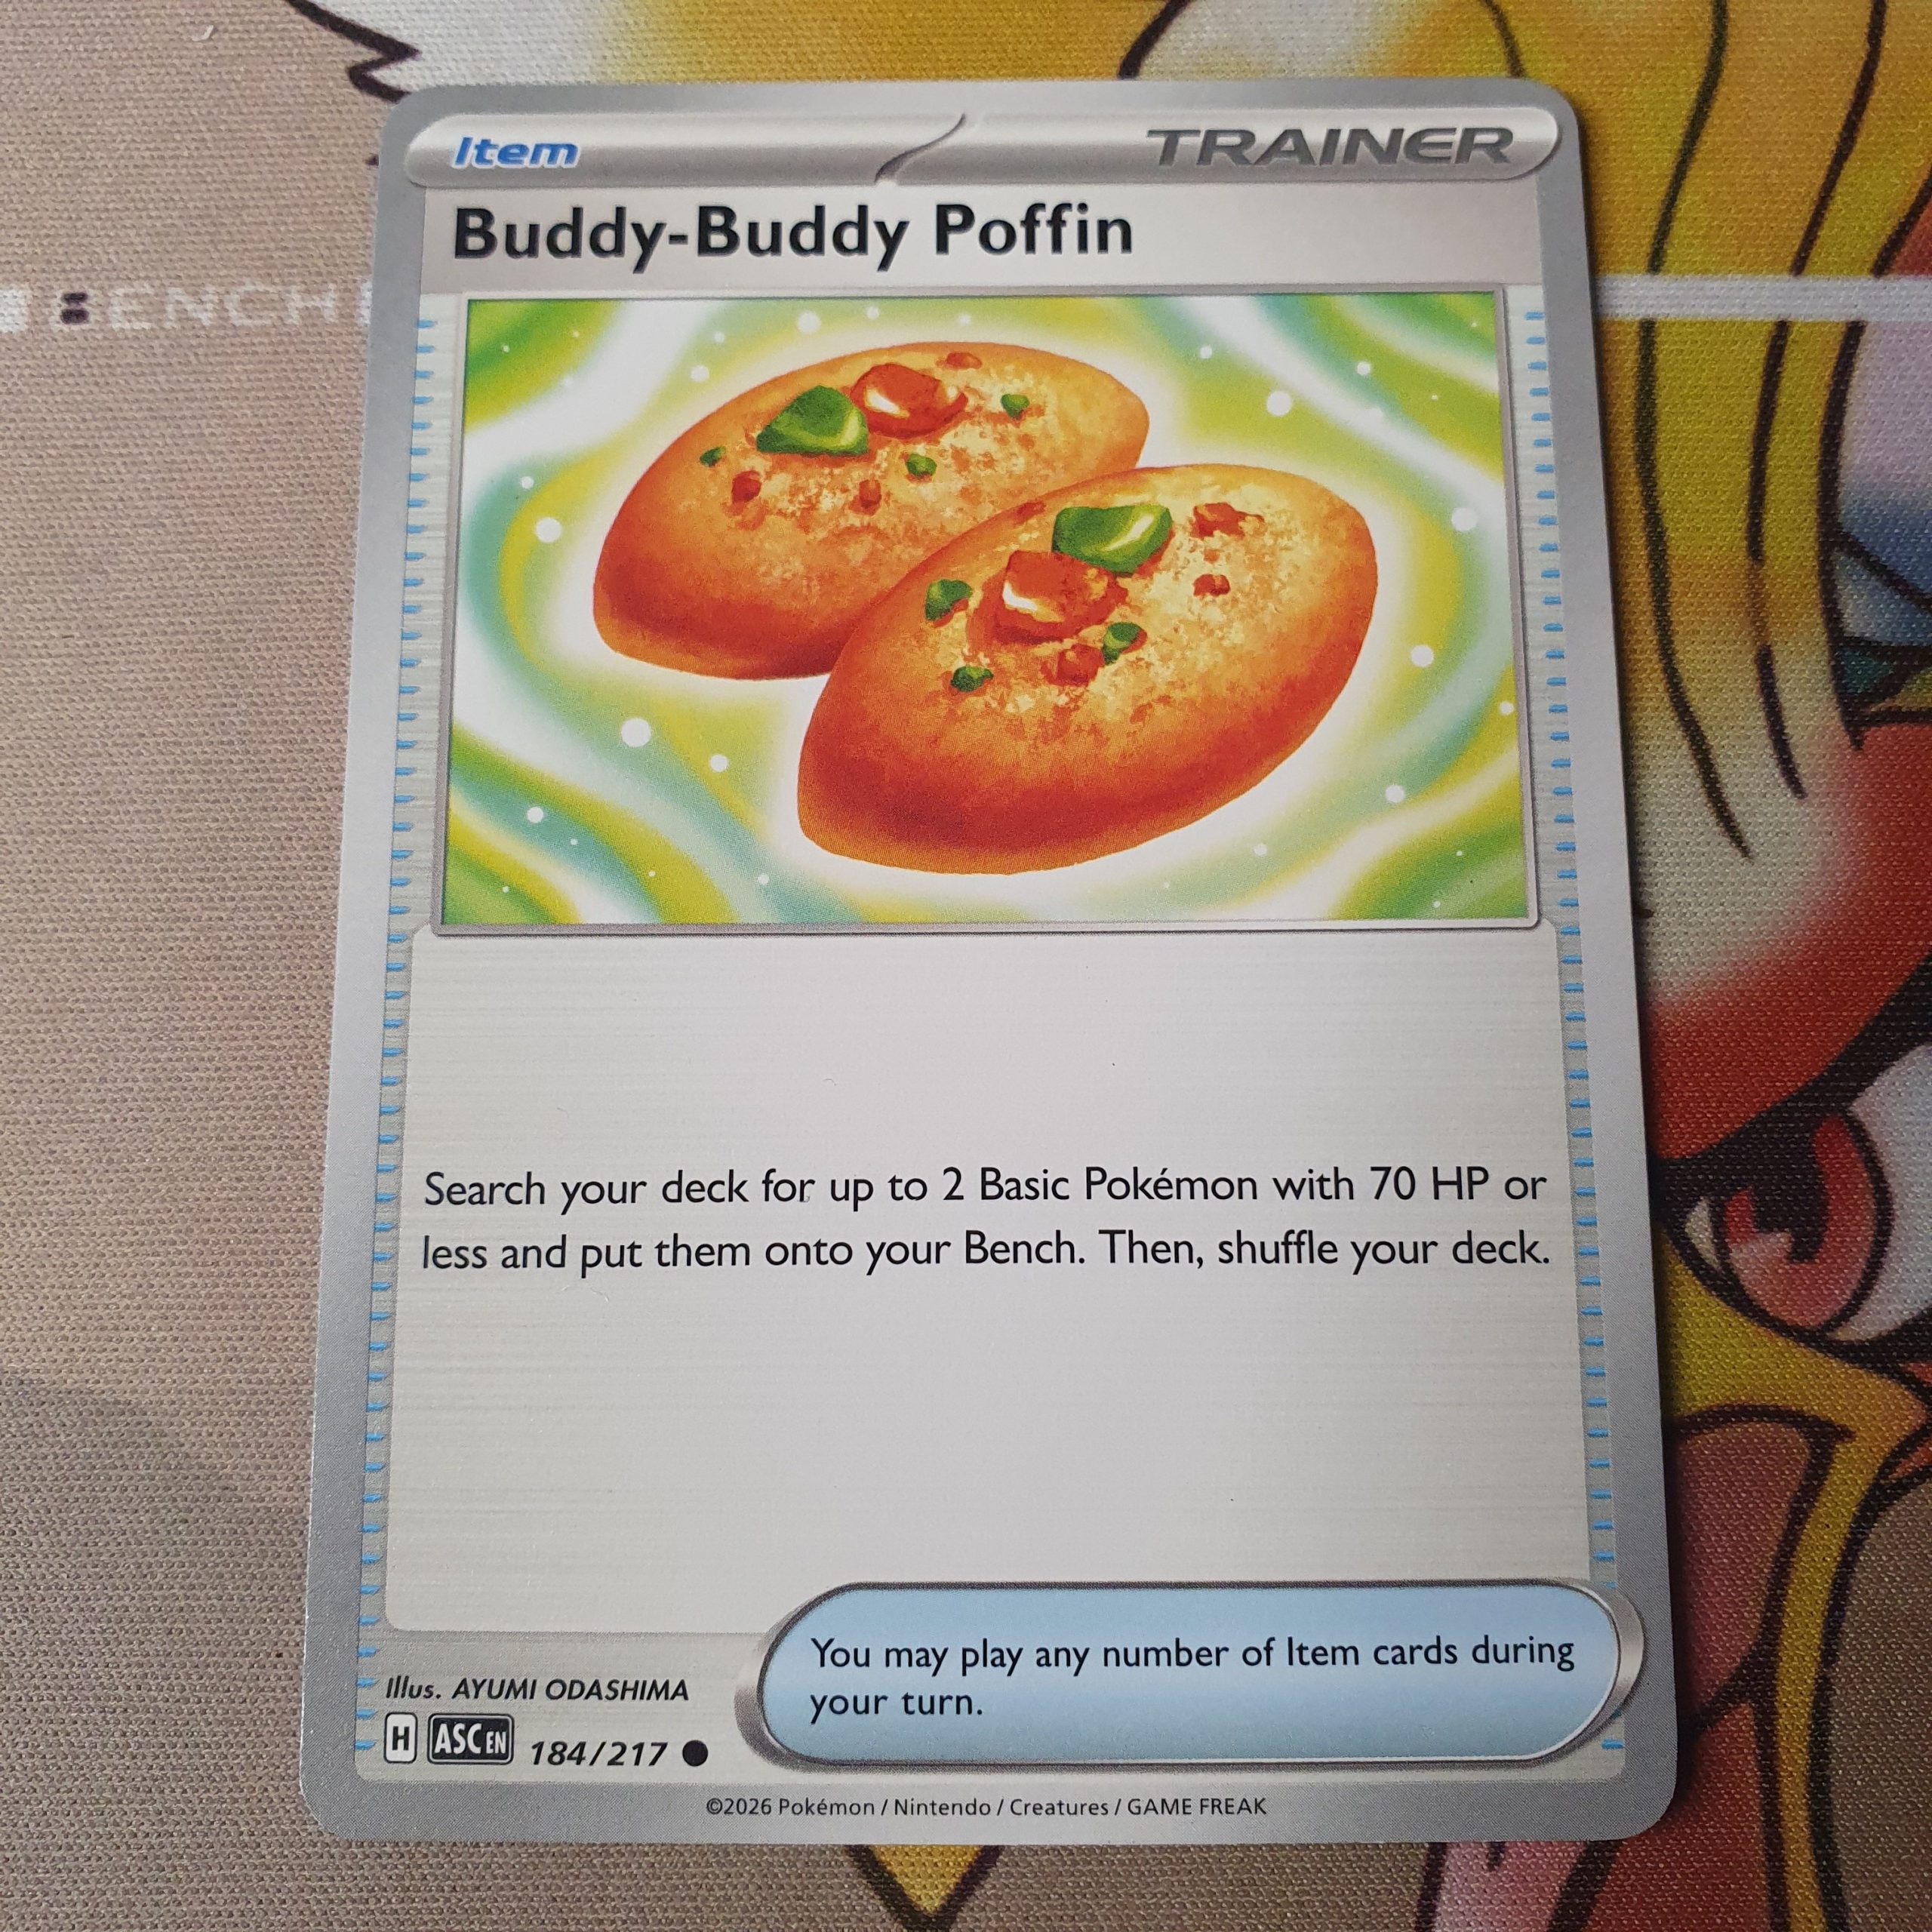 Item TRAINER
Buddy-Buddy Poffin
BENCH
Search your deck for up to 2 Basic Pokémon with 70 HP or
less and put them onto your Bench. Then, shuffle your deck.
You may play any number of Item cards during
your turn.
Illus. AYUMI ODASHIMA
H ASC EN 184/217
©2026 Pokémon / Nintendo / Creatures / GAME FREAK